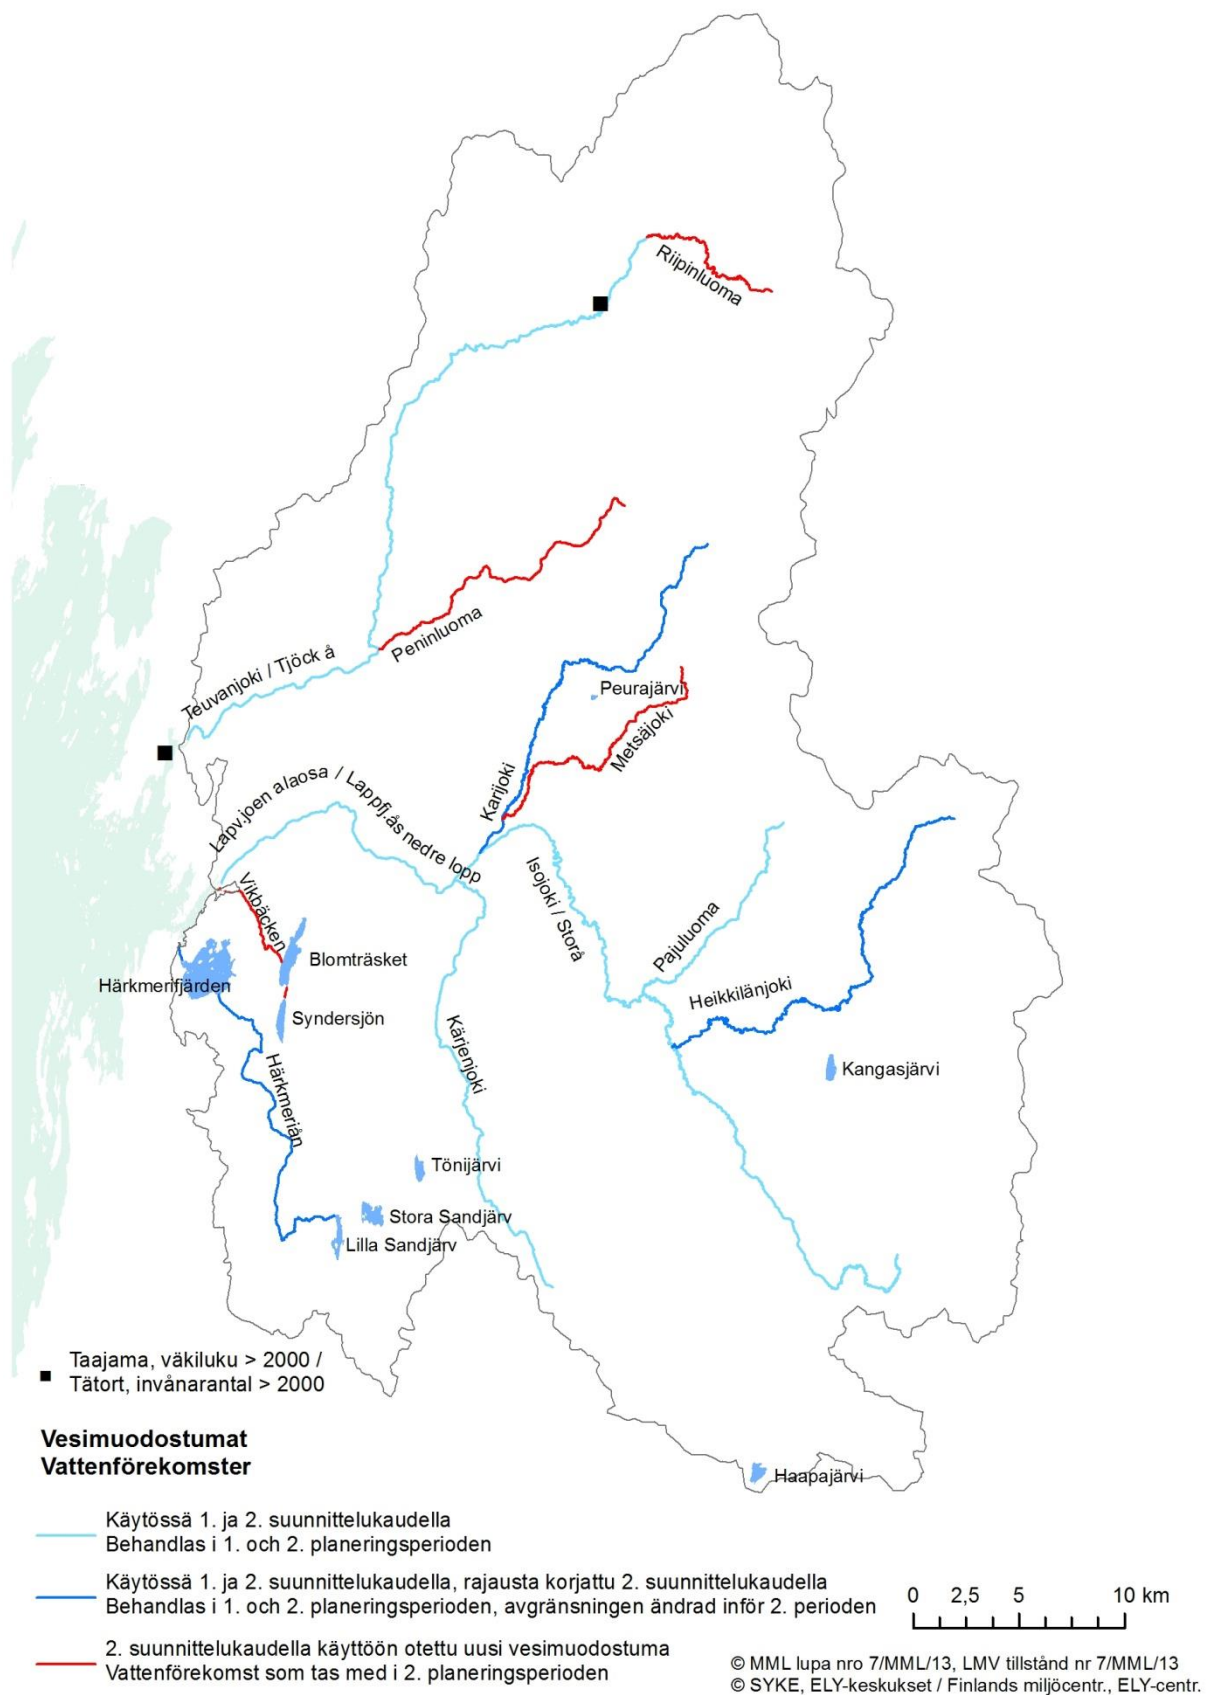 Riipinluoma
Peninluoma
Teuvanjoki / Tjöck å
Peurajärvi
Metsäjoki
Karijoki
Lapv.joen alaosa / Lappfj.ås nedre lopp
Isojoki / Storå
Vikbäcken
Pajuluoma
Blomträsket
Härkmerifjärden
Heikkilänjoki
Syndersjön
Kärjenjoki
Kangasjärvi
Härkmeriån
Tönijärvi
Stora Sandjärv
Lilla Sandjärv
Haapajärvi
Taajama, väkiluku > 2000 /
Tätort, invånarantal > 2000
Vesimuodostumat
Vattenförekomster
Käytössä 1. ja 2. suunnittelukaudella
Behandlas i 1. och 2. planeringsperioden
Käytössä 1. ja 2. suunnittelukaudella, rajausta korjattu 2. suunnittelukaudella
Behandlas i 1. och 2. planeringsperioden, avgränsningen ändrad inför 2. perioden
2. suunnittelukaudella käyttöön otettu uusi vesimuodostuma
Vattenförekomst som tas med i 2. planeringsperioden
0 2,5 5 10 km
© MML lupa nro 7/MML/13, LMV tillstånd nr 7/MML/13
© SYKE, ELY-keskukset / Finlands miljöcentr., ELY-centr.